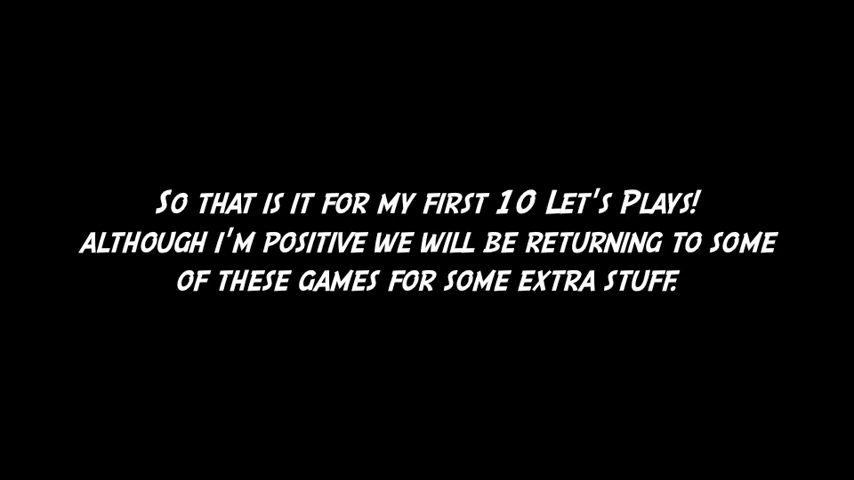 So that is it for my first 10 Let's Plays!
although i'm positive we will be returning to some
of these games for some extra stuff.